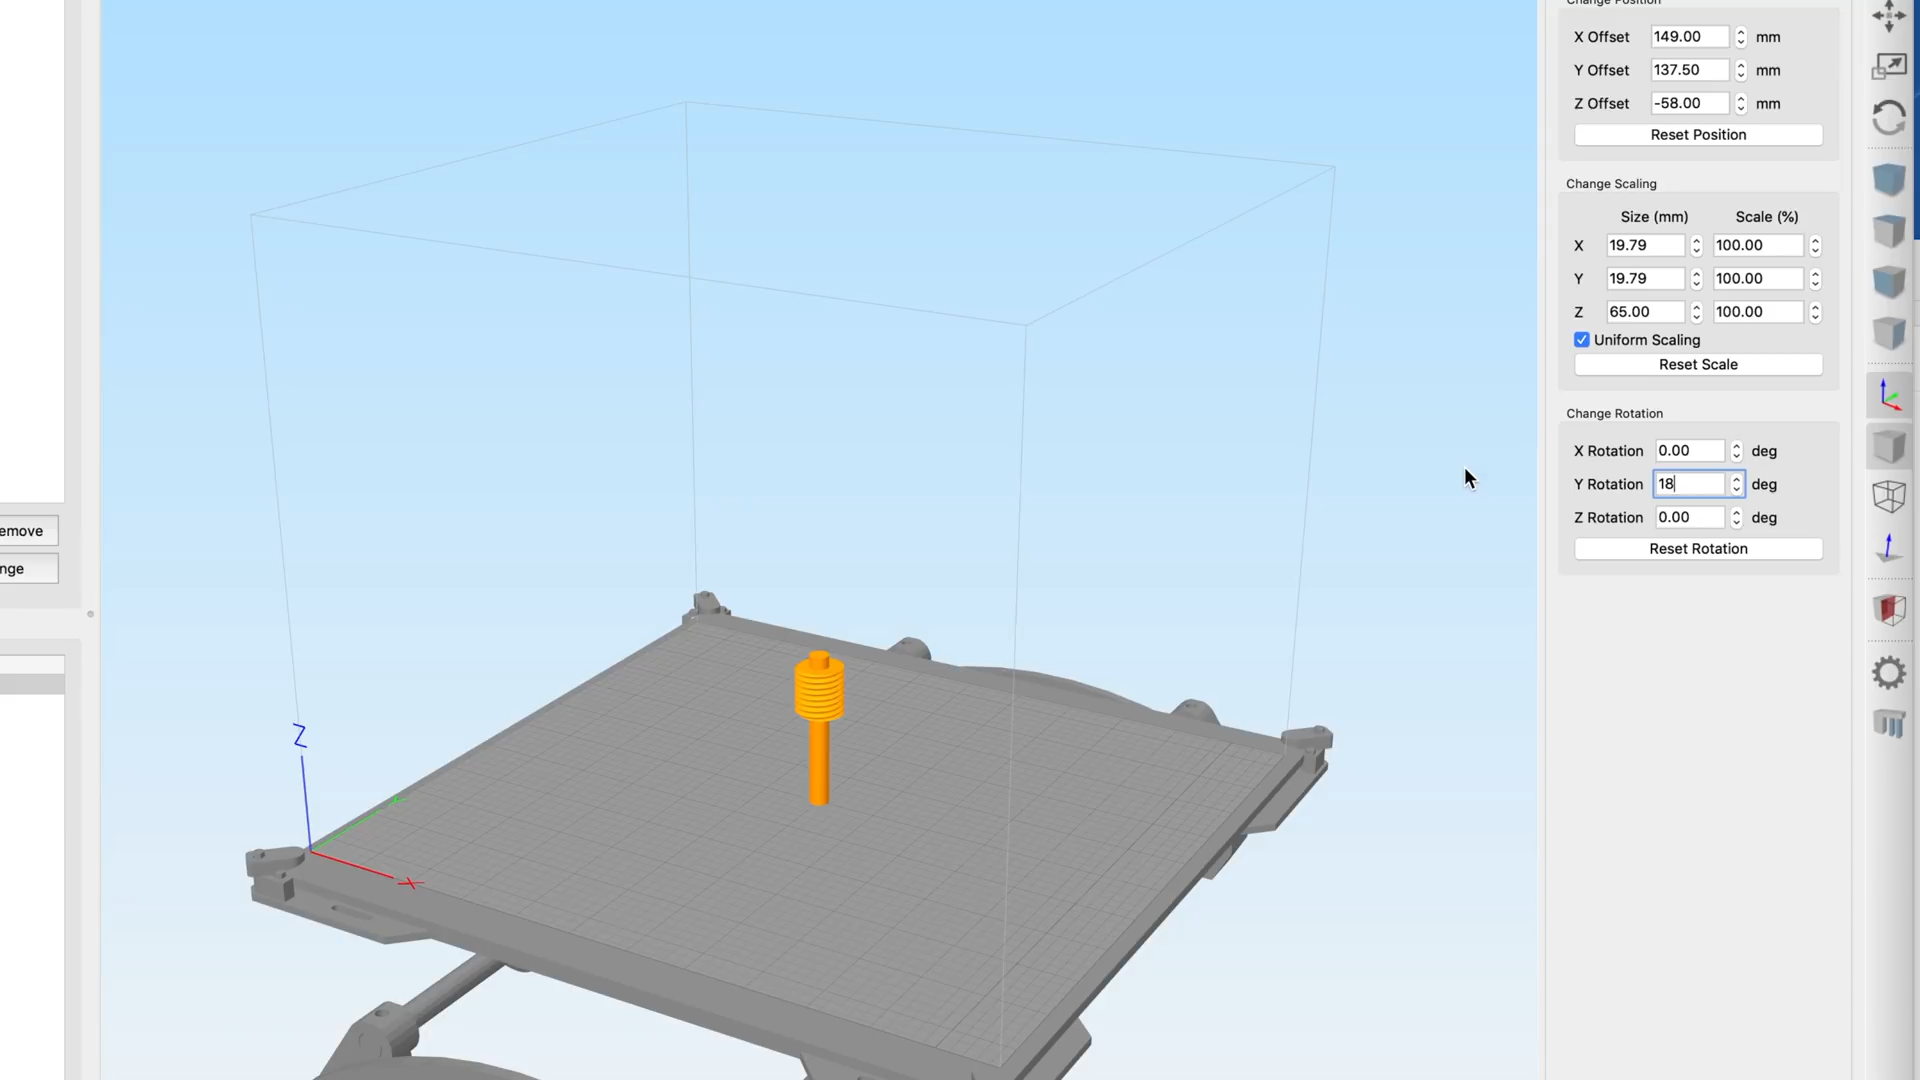 Change Position
X Offset 149.00 mm
Y Offset 137.50 mm
Z Offset -58.00 mm
Reset Position
Change Scaling
Size (mm) Scale (%)
X 19.79 100.00
Y 19.79 100.00
Z 65.00 100.00
Uniform Scaling
Reset Scale
Change Rotation
X Rotation 0.00 deg
Y Rotation 18 deg
Z Rotation 0.00 deg
Reset Rotation
emove
nge
Z
X